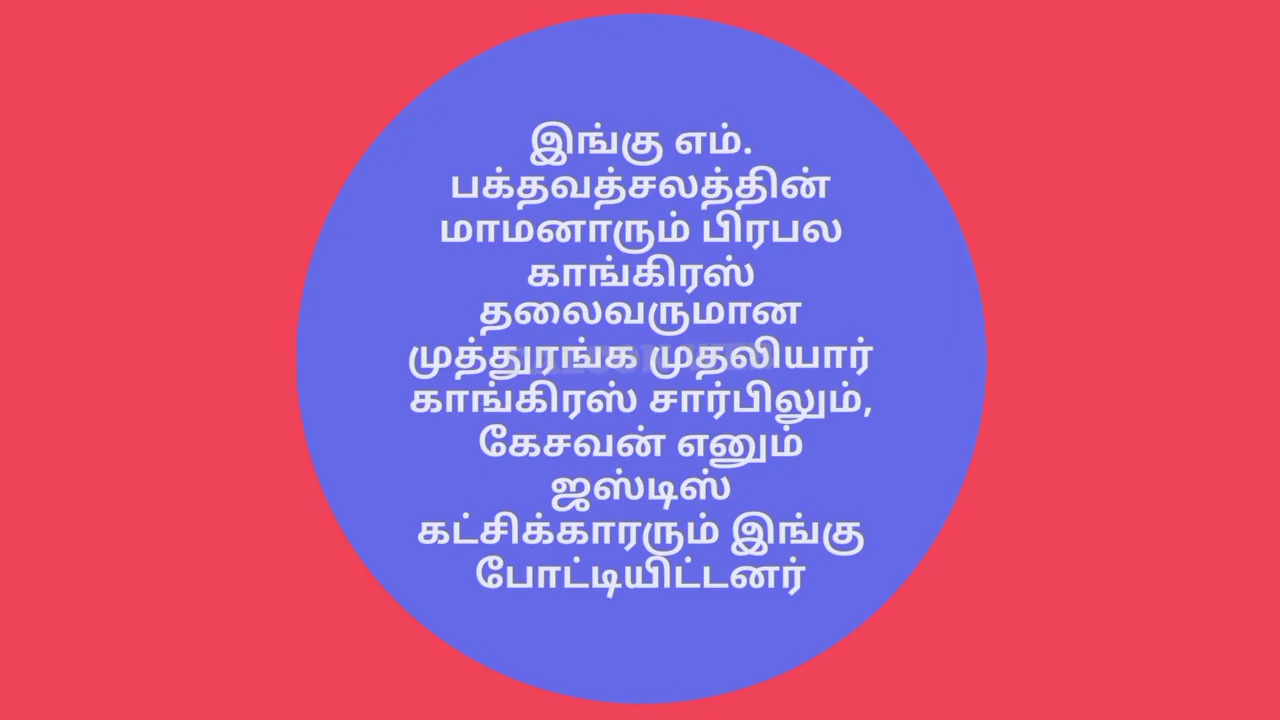 இங்கு எம்.
பக்தவத்சலத்தின்
மாமனாரும் பிரபல
காங்கிரஸ்
தலைவருமான
முத்துரங்க முதலியார்
காங்கிரஸ் சார்பிலும்,
கேசவன் எனும்
ஜஸ்டிஸ்
கட்சிக்காரரும் இங்கு
போட்டியிட்டனர்